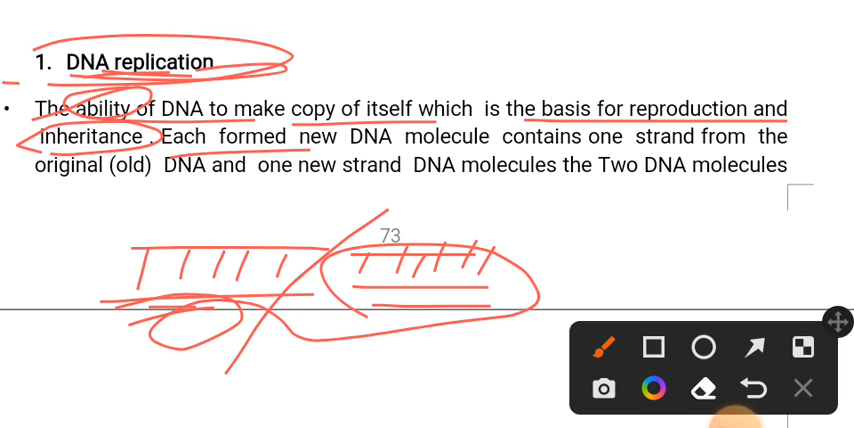 1. DNA replication
• The ability of DNA to make copy of itself which is the basis for reproduction and
inheritance . Each formed new DNA molecule contains one strand from the
original (old) DNA and one new strand DNA molecules the Two DNA molecules
73